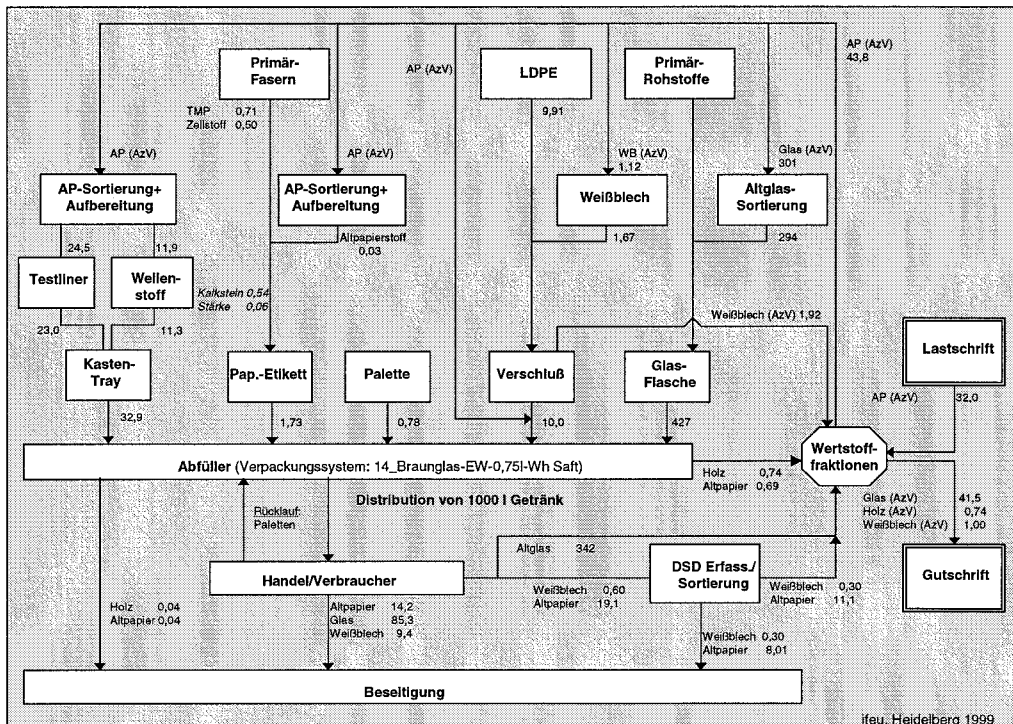 AP (AzV)
43,8
AP (AzV)
Primär-
Fasern
LDPE
Primär-
Rohstoffe
TMP 0,71
Zellstoff 0,50
9,91
AP (AzV)
AP (AzV)
WB (AzV)
1,12
Glas (AzV)
301
AP-Sortierung+
Aufbereitung
AP-Sortierung+
Aufbereitung
Weißblech
Altglas-
Sortierung
24,5
11,9
Altpapierstoff
0,03
1,67
294
Testliner
Wellen-
stoff
Kalkstein 0,54
Stärke 0,06
23,0
11,3
Weißblech (AzV) 1,92
Kasten-
Tray
Pap.-Etikett
Palette
Verschluß
Glas-
Flasche
Lastschrift
32,9
1,73
0,78
10,0
427
AP (AzV)
32,0
Abfüller (Verpackungssystem: 14_Braunglas-EW-0,75l-Wh Saft)
Wertstoff-
fraktionen
Holz 0,74
Altpapier 0,69
Distribution von 1000 l Getränk
Glas (AzV) 41,5
Holz (AzV) 0,74
Weißblech (AzV) 1,00
Rücklauf:
Paletten
Altglas 342
Handel/Verbraucher
DSD Erfass./
Sortierung
Gutschrift
Weißblech 0,60
Altpapier 19,1
Weißblech 0,30
Altpapier 11,1
Holz 0,04
Altpapier 0,04
Altpapier 14,2
Glas 85,3
Weißblech 9,4
Weißblech 0,30
Altpapier 8,01
Beseitigung
ifeu, Heidelberg 1999